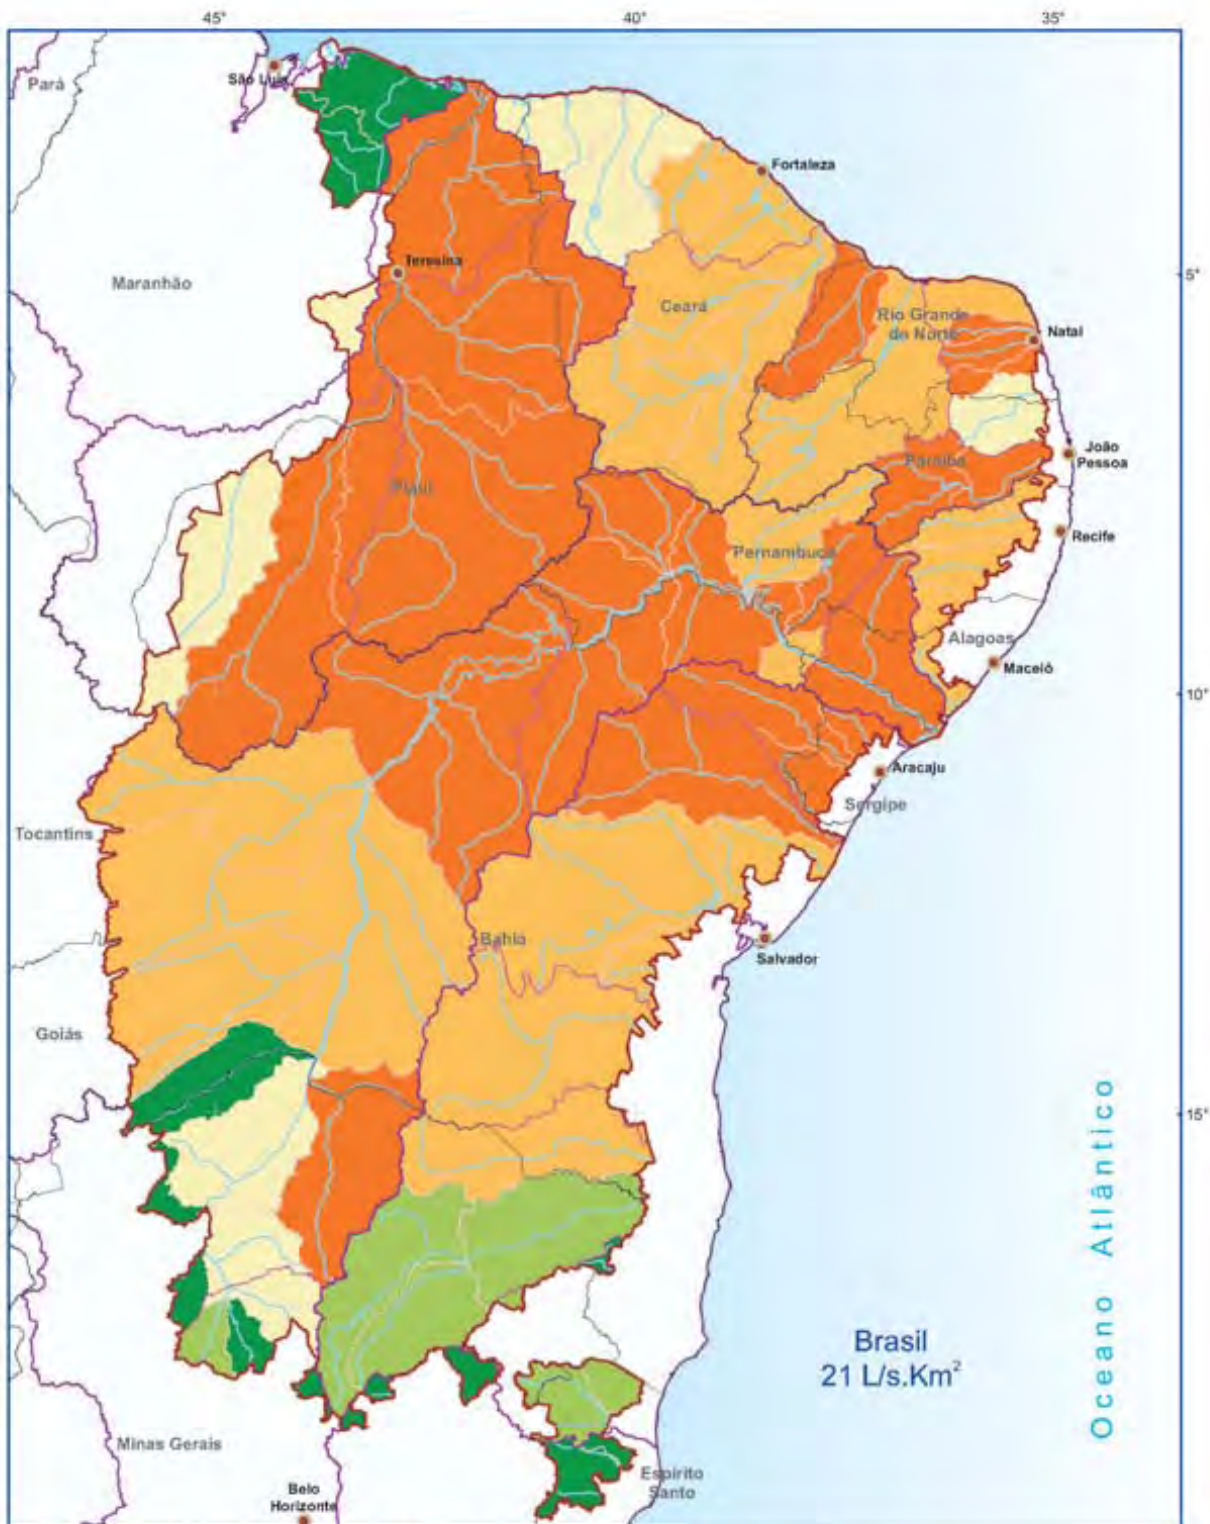 45°
40°
35°
São Luis
Pará
Fortaleza
Teresina
Maranhão
5°
Ceará
Rio Grande
do Norte
Natal
João
Pessoa
Paraíba
Piauí
Recife
Pernambuco
Alagoas
Maceió
10°
Aracaju
Sergipe
Tocantins
Bahia
Salvador
Goiás
15°
Oceano Atlântico
Brasil
21 L/s.Km²
Minas Gerais
Espírito
Santo
Belo
Horizonte